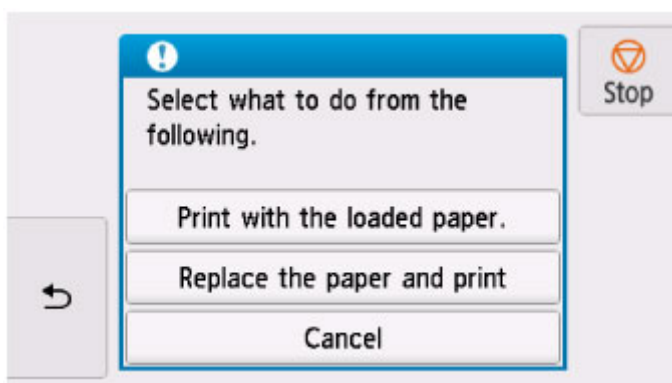 Select what to do from the
following.
Stop
Print with the loaded paper.
Replace the paper and print
Cancel